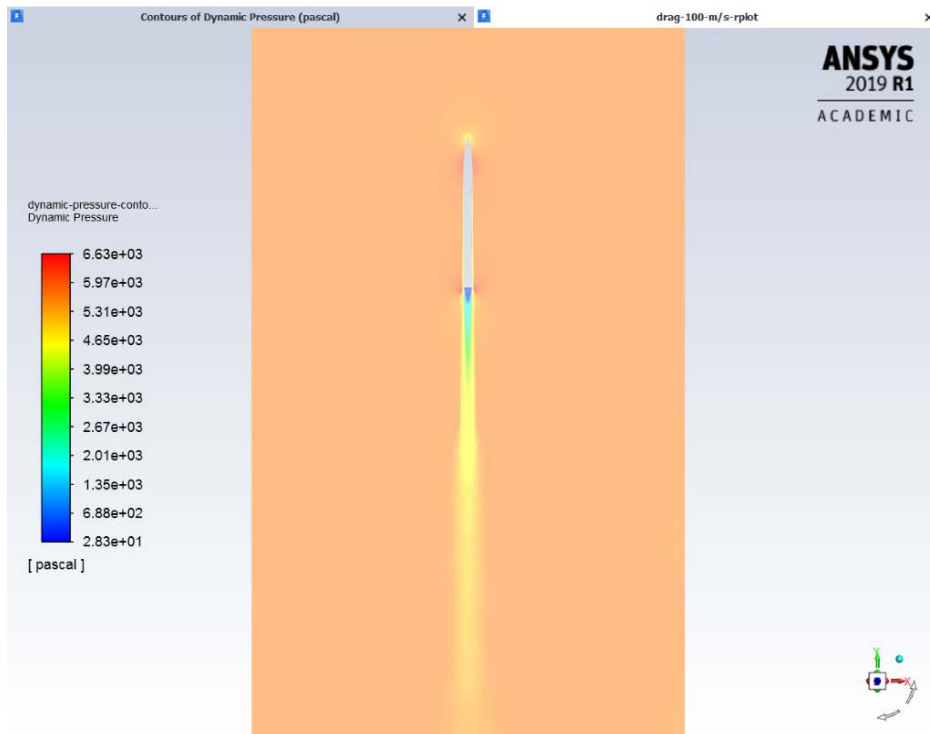 Contours of Dynamic Pressure (pascal)
drag-100-m/s-rplot
ANSYS
2019 R1
ACADEMIC
dynamic-pressure-conto...
Dynamic Pressure
6.63e+03
5.97e+03
5.31e+03
4.65e+03
3.99e+03
3.33e+03
2.67e+03
2.01e+03
1.35e+03
6.88e+02
2.83e+01
[ pascal ]
Y
X